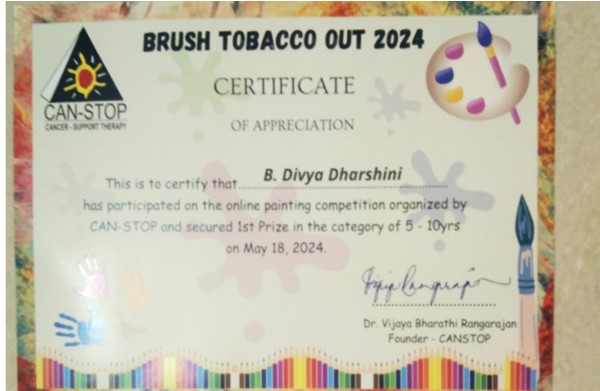 BRUSH TOBACCO OUT 2024
CAN-STOP
CANCER - SUPPORT THERAPY
CERTIFICATE
OF APPRECIATION
This is to certify that B. Divya Dharshini
has participated on the online painting competition organized by
CAN-STOP and secured 1st Prize in the category of 5 - 10yrs
on May 18, 2024.
Dr. Vijaya Bharathi Rangarajan
Founder - CANSTOP